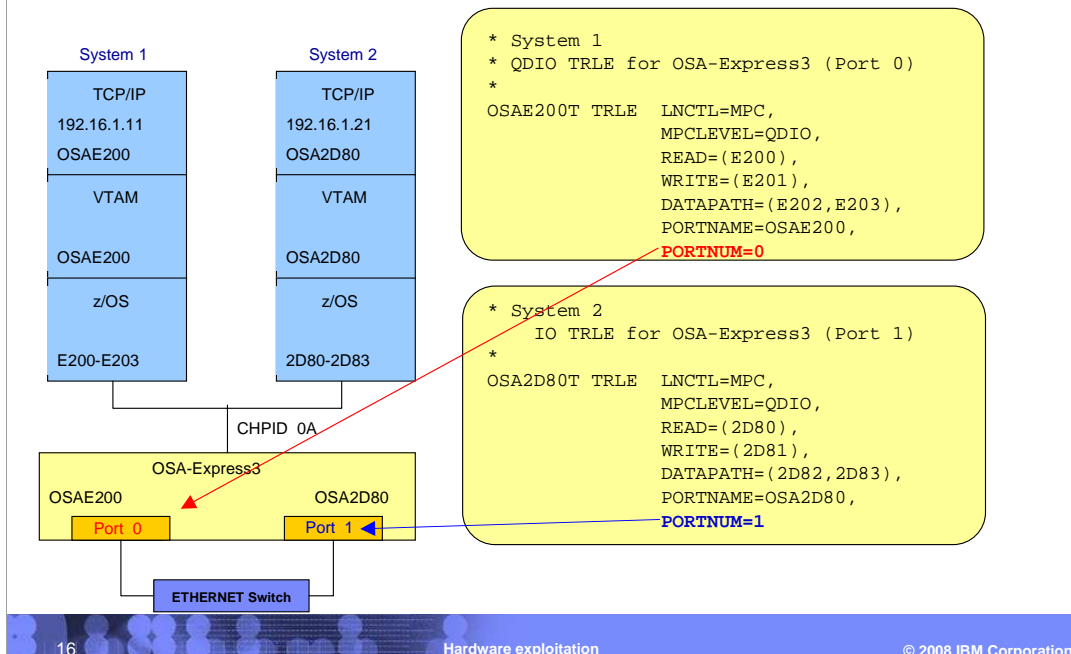 System 1
TCP/IP
192.16.1.11
OSAE200
VTAM
OSAE200
z/OS
E200-E203
System 2
TCP/IP
192.16.1.21
OSA2D80
VTAM
OSA2D80
z/OS
2D80-2D83
CHPID 0A
OSA-Express3
OSAE200
OSA2D80
Port 0
Port 1
ETHERNET Switch
* System 1
* QDIO TRLE for OSA-Express3 (Port 0)
*
OSAE200T TRLE LNCTL=MPC,
MPCLEVEL=QDIO,
READ=(E200),
WRITE=(E201),
DATAPATH=(E202,E203),
PORTNAME=OSAE200,
PORTNUM=0
* System 2
IO TRLE for OSA-Express3 (Port 1)
*
OSA2D80T TRLE LNCTL=MPC,
MPCLEVEL=QDIO,
READ=(2D80),
WRITE=(2D81),
DATAPATH=(2D82,2D83),
PORTNAME=OSA2D80,
PORTNUM=1
16
Hardware exploitation
© 2008 IBM Corporation